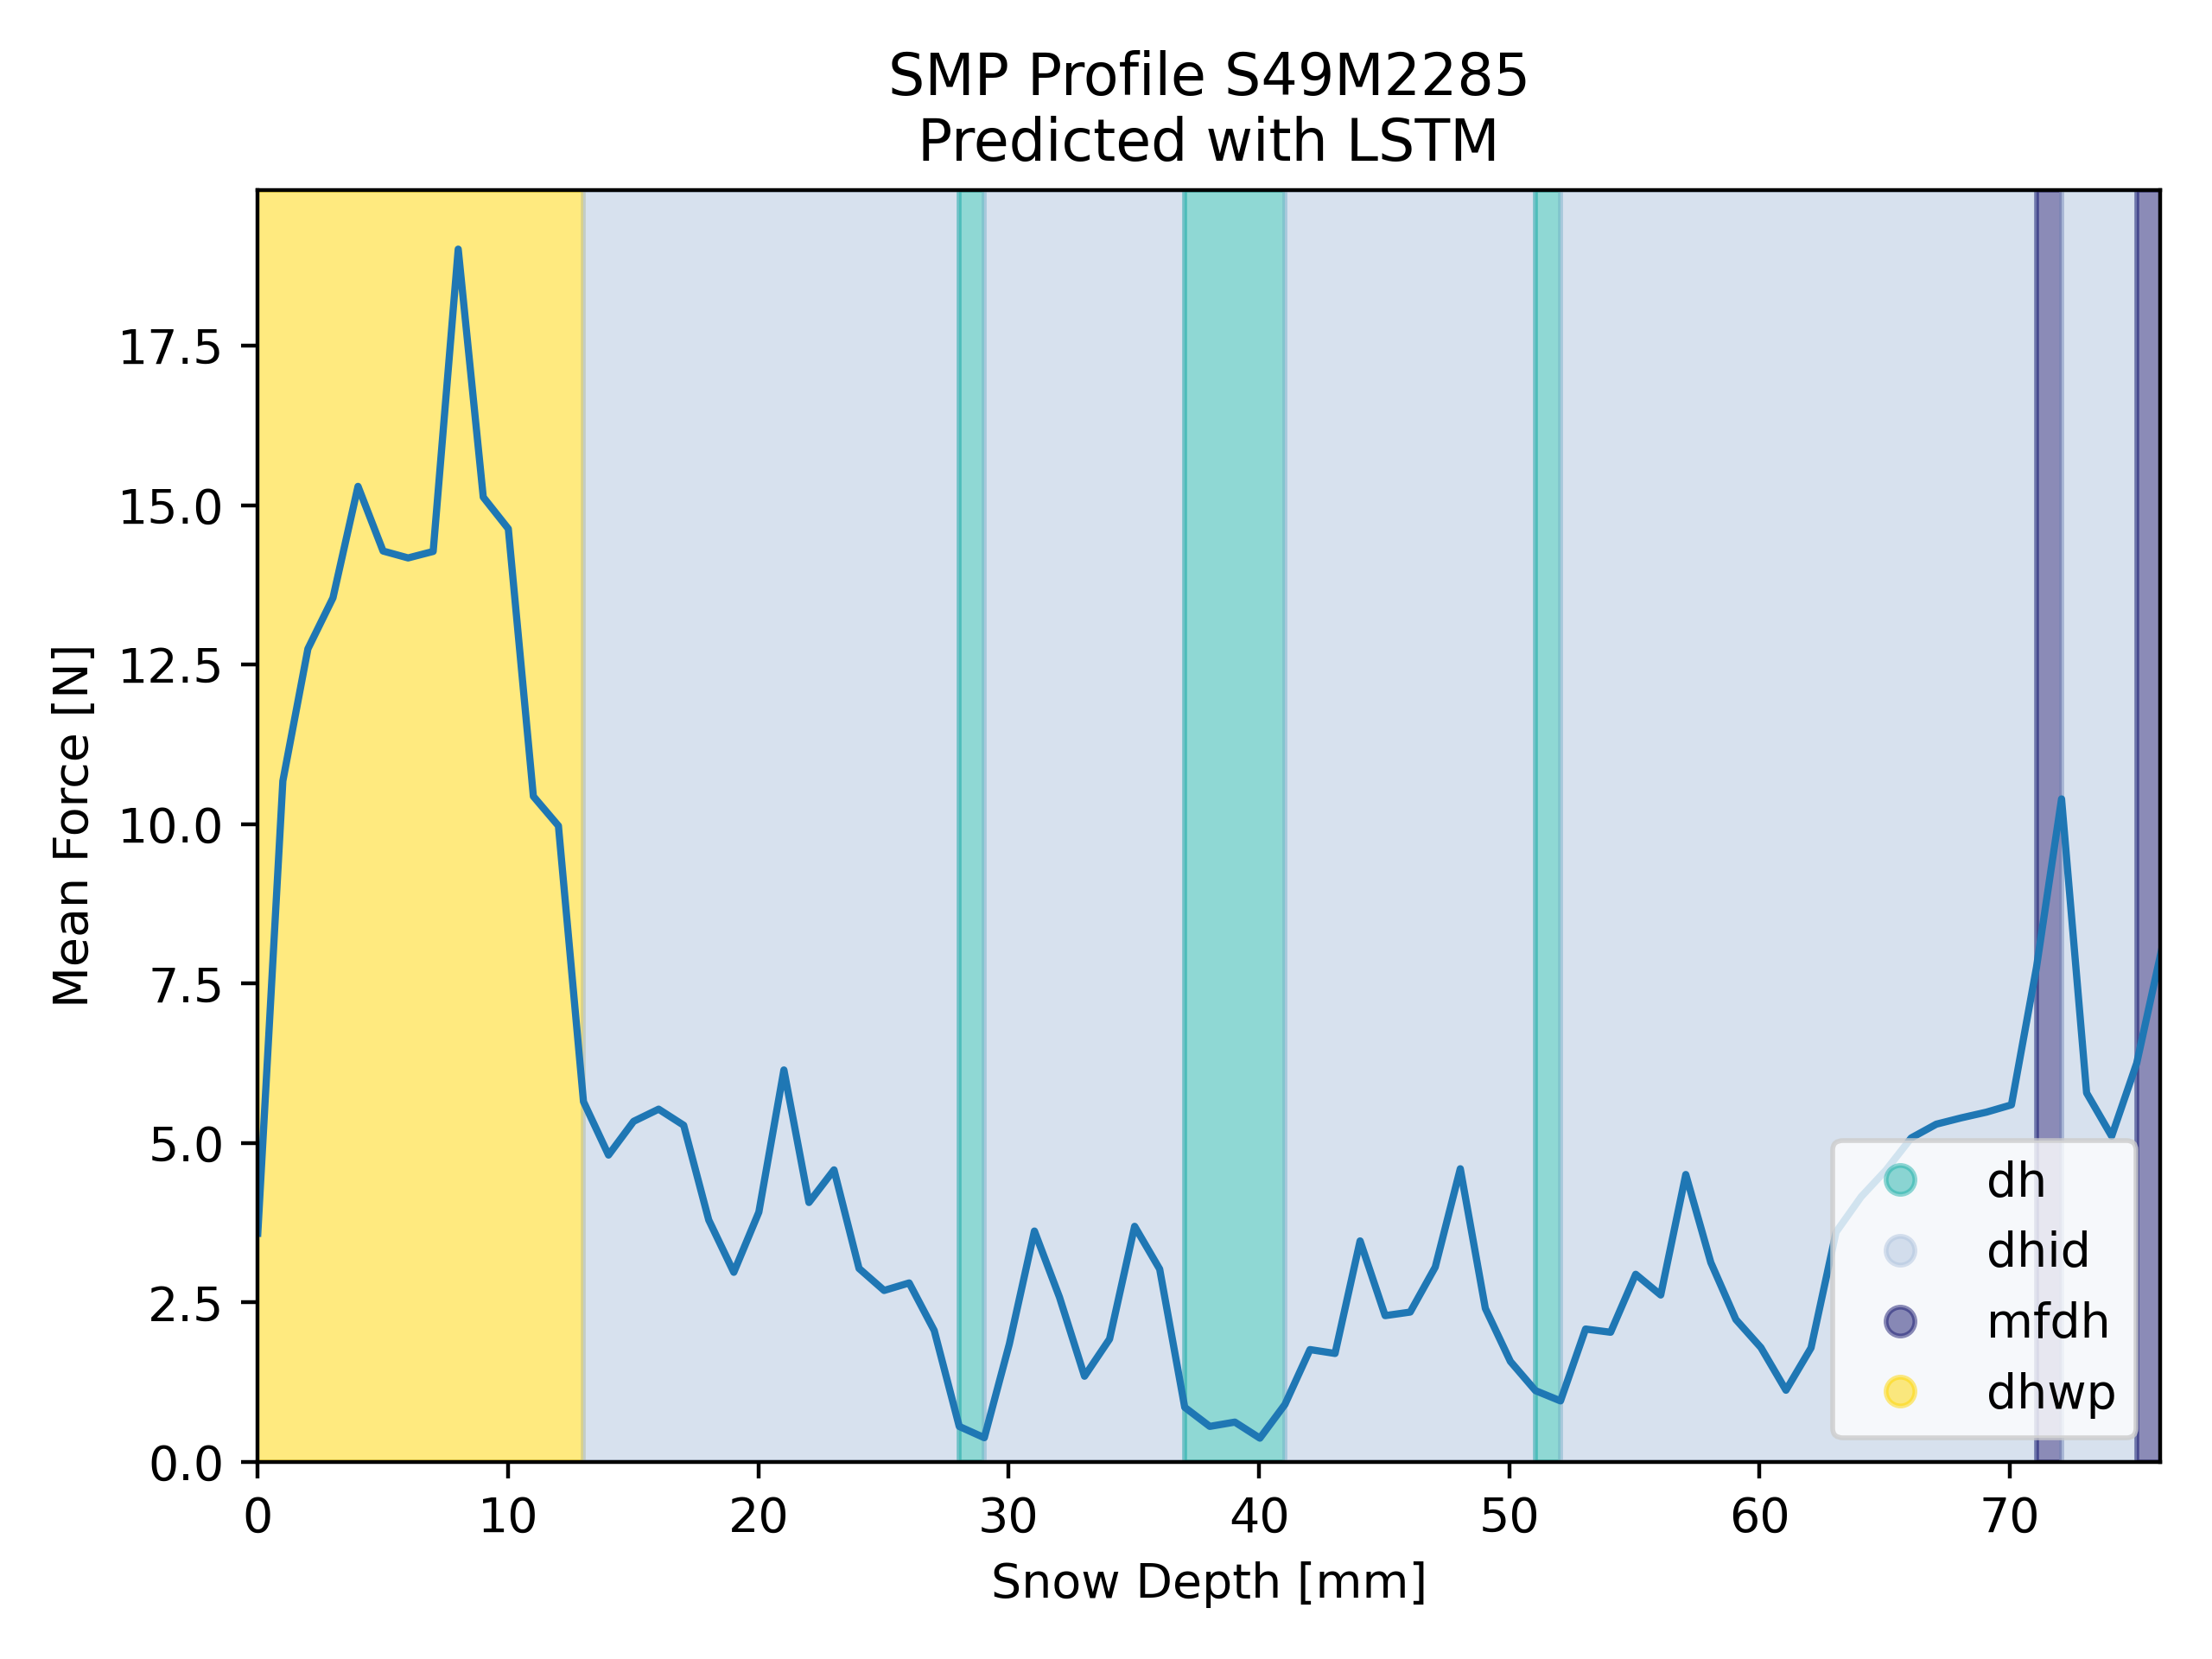 SMP Profile S49M2285
Predicted with LSTM
Mean Force [N]
17.5
15.0
12.5
10.0
7.5
5.0
2.5
0.0
0 10 20 30 40 50 60 70
Snow Depth [mm]
dh
dhid
mfdh
dhwp